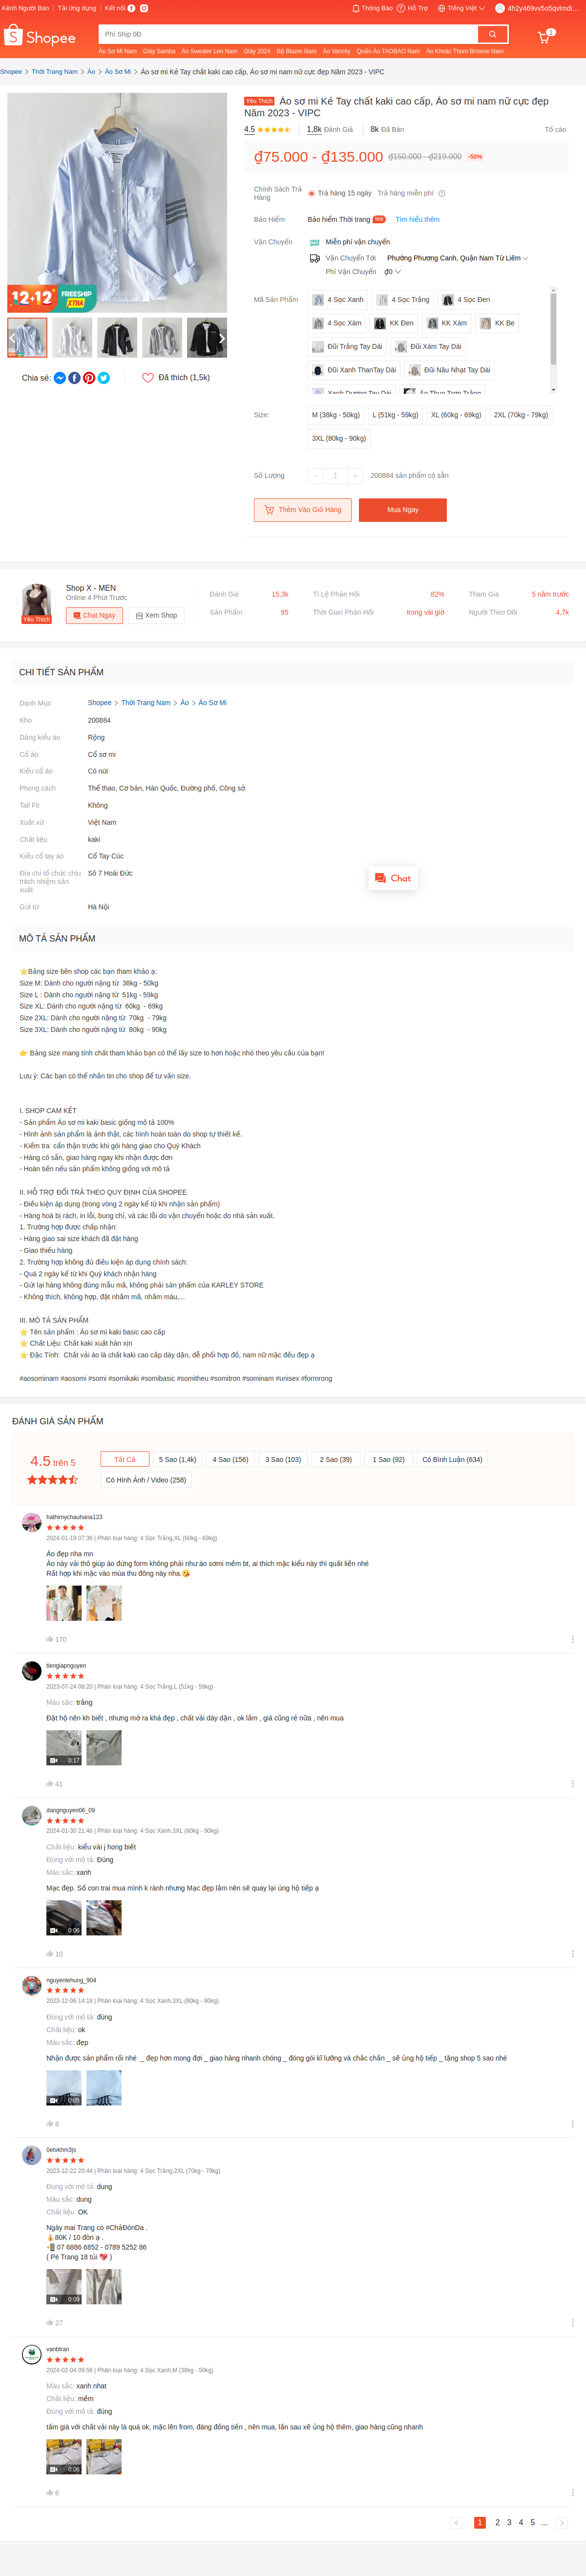 Kênh Người Bán | Tải ứng dụng | Kết nối
Thông Báo
Hỗ Trợ
Tiếng Việt
4h2y469vv5o5qvlmdi...
Shopee
Phí Ship 0Đ
Áo Sơ Mi Nam Giày Samba Áo Sweater Len Nam Giày 2024 Bộ Blazer Nam Áo Vancity Quần Áo TAOBAO Nam Áo Khoác Thom Browne Nam
1
Shopee > Thời Trang Nam > Áo > Áo Sơ Mi > Áo sơ mi Kẻ Tay chất kaki cao cấp, Áo sơ mi nam nữ cực đẹp Năm 2023 - VIPC
12+12
FREESHIP XTRA
Chia sẻ:
Đã thích (1,5k)
Yêu Thích Áo sơ mi Kẻ Tay chất kaki cao cấp, Áo sơ mi nam nữ cực đẹp
Năm 2023 - VIPC
4.5
1,8k Đánh Giá
8k Đã Bán
Tố cáo
₫75.000 - ₫135.000 ₫150.000 - ₫219.000 -50%
Chính Sách Trả Hàng
Trả hàng 15 ngày Trả hàng miễn phí
Bảo Hiểm
Bảo hiểm Thời trang Mới Tìm hiểu thêm
Vận Chuyển
Miễn phí vận chuyển
Vận Chuyển Tới Phường Phương Canh, Quận Nam Từ Liêm
Phí Vận Chuyển ₫0
Mã Sản Phẩm
4 Sọc Xanh
4 Sọc Trắng
4 Sọc Đen
4 Sọc Xám
KK Đen
KK Xám
KK Be
Đũi Trắng Tay Dài
Đũi Xám Tay Dài
Đũi Xanh ThanTay Dài
Đũi Nâu Nhạt Tay Dài
Xanh Dương Tay Dài
Áo Thun Trơn Trắng
Size:
M (38kg - 50kg)
L (51kg - 59kg)
XL (60kg - 69kg)
2XL (70kg - 79kg)
3XL (80kg - 90kg)
Số Lượng
1
200884 sản phẩm có sẵn
Thêm Vào Giỏ Hàng
Mua Ngay
Yêu Thích
Shop X - MEN
Online 4 Phút Trước
Chat Ngay
Xem Shop
Đánh Giá 15,3k
Tỉ Lệ Phản Hồi 82%
Tham Gia 5 năm trước
Sản Phẩm 95
Thời Gian Phản Hồi trong vài giờ
Người Theo Dõi 4,7k
CHI TIẾT SẢN PHẨM
Danh Mục Shopee > Thời Trang Nam > Áo > Áo Sơ Mi
Kho 200884
Dáng kiểu áo Rộng
Cổ áo Cổ sơ mi
Kiểu cổ áo Có nút
Phong cách Thể thao, Cơ bản, Hàn Quốc, Đường phố, Công sở
Tall Fit Không
Xuất xứ Việt Nam
Chất liệu kaki
Kiểu cổ tay áo Cổ Tay Cúc
Địa chỉ tổ chức chịu trách nhiệm sản xuất Số 7 Hoài Đức
Gửi từ Hà Nội
Chat
MÔ TẢ SẢN PHẨM
⭐Bảng size bên shop các bạn tham khảo ạ:
Size M: Dành cho người nặng từ 38kg - 50kg
Size L : Dành cho người nặng từ 51kg - 59kg
Size XL: Dành cho người nặng từ 60kg - 69kg
Size 2XL: Dành cho người nặng từ 70kg - 79kg
Size 3XL: Dành cho người nặng từ 80kg - 90kg
👉 Bảng size mang tính chất tham khảo bạn có thể lấy size to hơn hoặc nhỏ theo yêu cầu của bạn!
Lưu ý: Các bạn có thể nhắn tin cho shop để tư vấn size.
I. SHOP CAM KẾT
- Sản phẩm Áo sơ mi kaki basic giống mô tả 100%
- Hình ảnh sản phẩm là ảnh thật, các hình hoàn toàn do shop tự thiết kế.
- Kiểm tra cẩn thận trước khi gói hàng giao cho Quý Khách
- Hàng có sẵn, giao hàng ngay khi nhận được đơn
- Hoàn tiền nếu sản phẩm không giống với mô tả
II. HỖ TRỢ ĐỔI TRẢ THEO QUY ĐỊNH CỦA SHOPEE
- Điều kiện áp dụng (trong vòng 2 ngày kể từ khi nhận sản phẩm)
- Hàng hoá bị rách, in lỗi, bung chỉ, và các lỗi do vận chuyển hoặc do nhà sản xuất.
1. Trường hợp được chấp nhận:
- Hàng giao sai size khách đã đặt hàng
- Giao thiếu hàng
2. Trường hợp không đủ điều kiện áp dụng chính sách:
- Quá 2 ngày kể từ khi Quý khách nhận hàng
- Gửi lại hàng không đúng mẫu mã, không phải sản phẩm của KARLEY STORE
- Không thích, không hợp, đặt nhầm mã, nhầm màu,...
III. MÔ TẢ SẢN PHẨM
⭐ Tên sản phẩm : Áo sơ mi kaki basic cao cấp
⭐ Chất Liệu: Chất kaki xuất hàn xịn
⭐ Đặc Tính: Chất vải áo là chất kaki cao cấp dày dặn, dễ phối hợp đồ, nam nữ mặc đều đẹp ạ
#aosominam #aosomi #somi #somikaki #somibasic #somitheu #somitron #sominam #unisex #formrong
ĐÁNH GIÁ SẢN PHẨM
4.5 trên 5
Tất Cả
5 Sao (1,4k)
4 Sao (156)
3 Sao (103)
2 Sao (39)
1 Sao (92)
Có Bình Luận (634)
Có Hình Ảnh / Video (258)
hathimychauhana123
2024-01-19 07:36 | Phân loại hàng: 4 Sọc Trắng,XL (60kg - 69kg)
Áo đẹp nha mn
Áo này vải thô giúp áo đứng form không phải như áo sơmi mềm bt, ai thích mặc kiểu này thì quất liền nhé
Rất hợp khi mặc vào mùa thu đông này nha.😘
170
tiengiapnguyen
2023-07-24 08:20 | Phân loại hàng: 4 Sọc Trắng,L (51kg - 59kg)
Màu sắc: trắng
Đặt hộ nên kh biết , nhưng mở ra khá đẹp , chất vải dày dặn , ok lắm , giá cũng rẻ nữa , nên mua
0:17
41
dangnguyen06_09
2024-01-30 21:46 | Phân loại hàng: 4 Sọc Xanh,3XL (80kg - 90kg)
Chất liệu: kiểu vải j hong biết
Đúng với mô tả: Đúng
Màu sắc: xanh
Mạc đẹp. Số con trai mua mình k rành nhưng Mạc đẹp lắm nên sẽ quay lại ủng hộ tiếp ạ
0:06
10
nguyenlehung_904
2023-12-06 14:18 | Phân loại hàng: 4 Sọc Xanh,3XL (80kg - 90kg)
Đúng với mô tả: đúng
Chất liệu: ok
Màu sắc: đẹp
Nhận được sản phẩm rồi nhé _ đẹp hơn mong đợi _ giao hàng nhanh chóng _ đóng gói kĩ lưỡng và chắc chắn _ sẽ ủng hộ tiếp _ tặng shop 5 sao nhé
0:05
8
0etvkhm3js
2023-12-22 20:44 | Phân loại hàng: 4 Sọc Trắng,2XL (70kg - 79kg)
Đúng với mô tả: dung
Màu sắc: dung
Chất liệu: OK
Ngày mai Trang có #ChảĐònDa .
💰80K / 10 đòn ạ .
📲 07 6886 6852 - 0789 5252 86
( Pé Trang 18 túi 💖 )
0:09
27
vanbtran
2024-02-04 09:56 | Phân loại hàng: 4 Sọc Xanh,M (38kg - 50kg)
Màu sắc: xanh nhat
Chất liệu: mềm
Đúng với mô tả: đúng
tầm giá với chất vải này là quá ok, mặc lên from, đáng đồng tiền , nên mua, lần sau xẽ ủng hộ thêm, giao hàng cũng nhanh
0:06
6
1 2 3 4 5 ...